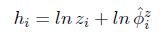 h_i = ln z_i + ln \hat{\phi}_i^z